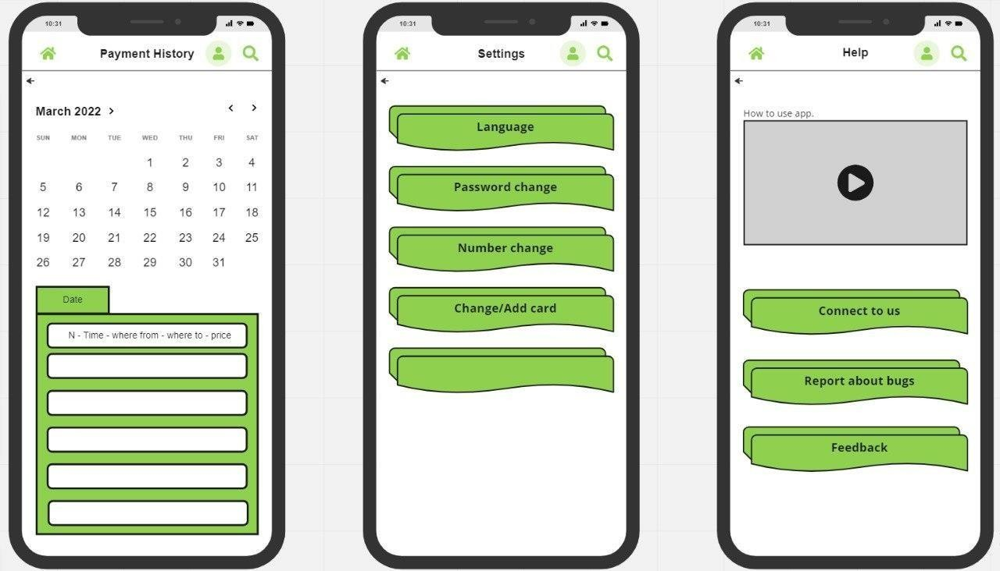 10:31
Payment History
March 2022
SUN MON TUE WED THU FRI SAT
1 2 3 4
5 6 7 8 9 10 11
12 13 14 15 16 17 18
19 20 21 22 23 24 25
26 27 28 29 30 31
Date
N - Time - where from - where to - price
10:31
Settings
Language
Password change
Number change
Change/Add card
10:31
Help
How to use app.
Connect to us
Report about bugs
Feedback